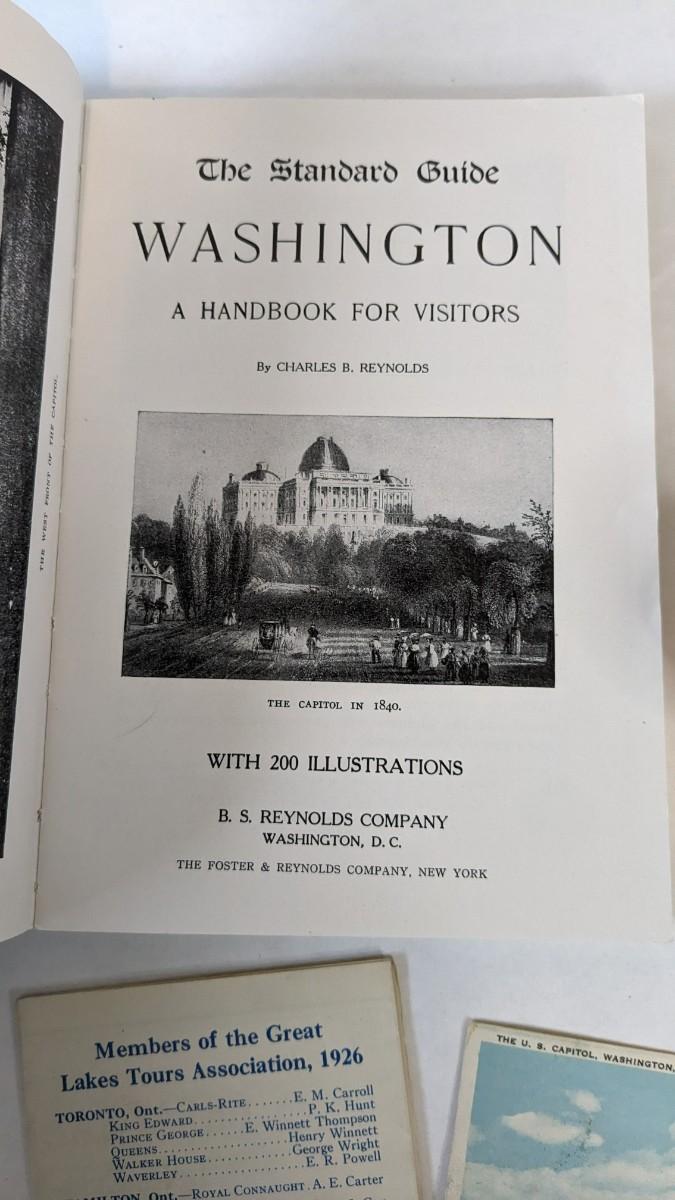 THE WEST FRONT OF THE CAPITOL.
The Standard Guide
WASHINGTON
A HANDBOOK FOR VISITORS
By CHARLES B. REYNOLDS
THE CAPITOL IN 1840.
WITH 200 ILLUSTRATIONS
B. S. REYNOLDS COMPANY
WASHINGTON, D. C.
THE FOSTER & REYNOLDS COMPANY, NEW YORK
Members of the Great
Lakes Tours Association, 1926
TORONTO, Ont.—CARLS-RITE.......E. M. Carroll
KING EDWARD....................P. K. Hunt
PRINCE GEORGE......E. Winnett Thompson
QUEENS....................Henry Winnett
WALKER HOUSE.............George Wright
WAVERLEY...................E. R. Powell
Ont.—ROYAL CONNAUGHT.A. E. Carter
THE U. S. CAPITOL, WASHINGTON,